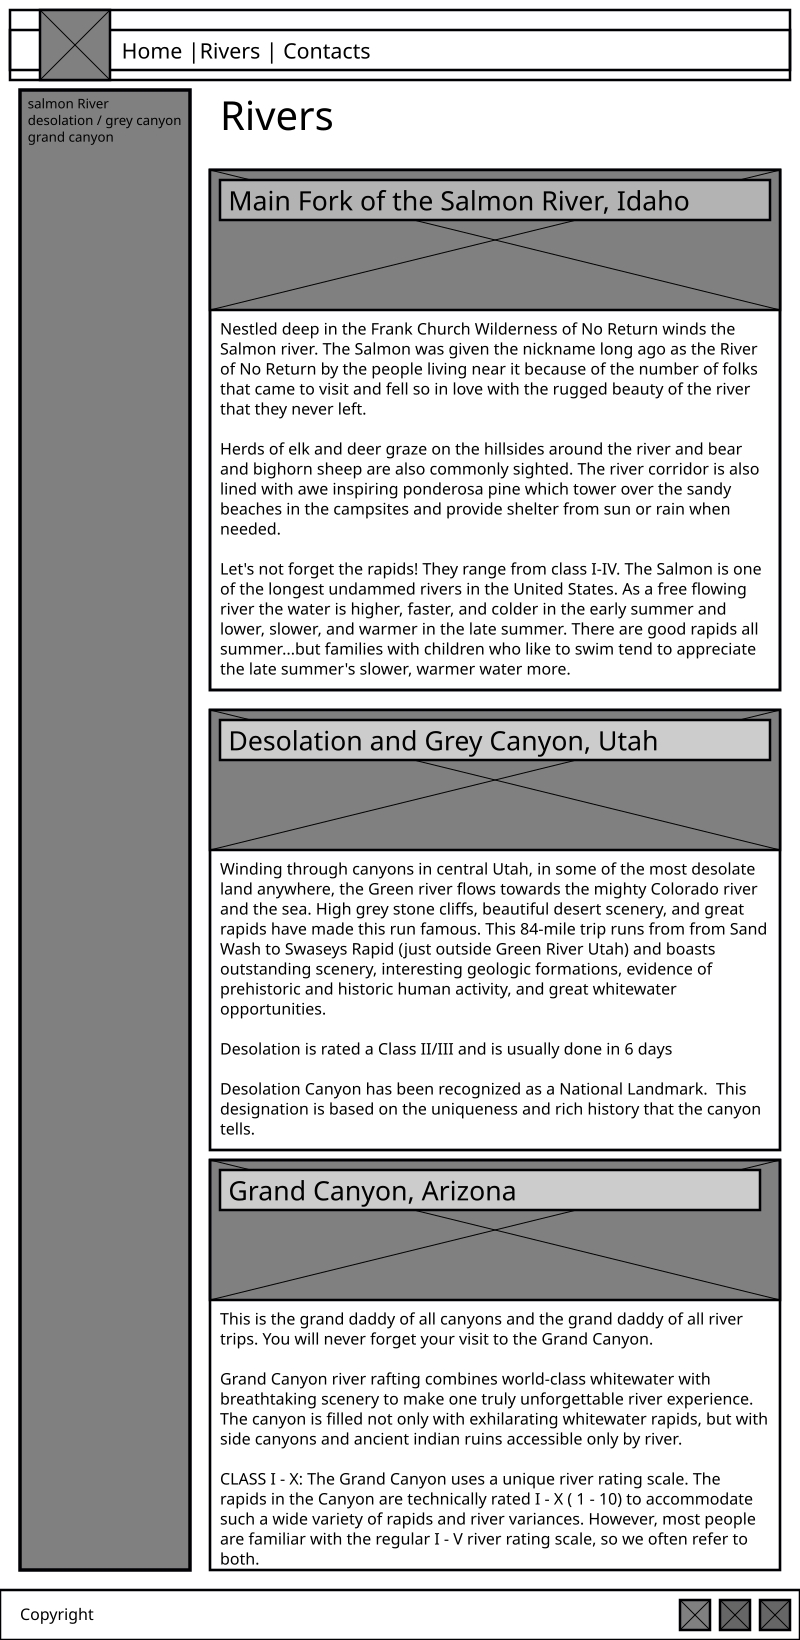 Home |Rivers | Contacts
salmon River
desolation / grey canyon
grand canyon
Rivers
Main Fork of the Salmon River, Idaho
Nestled deep in the Frank Church Wilderness of No Return winds the
Salmon river. The Salmon was given the nickname long ago as the River
of No Return by the people living near it because of the number of folks
that came to visit and fell so in love with the rugged beauty of the river
that they never left.
Herds of elk and deer graze on the hillsides around the river and bear
and bighorn sheep are also commonly sighted. The river corridor is also
lined with awe inspiring ponderosa pine which tower over the sandy
beaches in the campsites and provide shelter from sun or rain when
needed.
Let's not forget the rapids! They range from class I-IV. The Salmon is one
of the longest undammed rivers in the United States. As a free flowing
river the water is higher, faster, and colder in the early summer and
lower, slower, and warmer in the late summer. There are good rapids all
summer...but families with children who like to swim tend to appreciate
the late summer's slower, warmer water more.
Desolation and Grey Canyon, Utah
Winding through canyons in central Utah, in some of the most desolate
land anywhere, the Green river flows towards the mighty Colorado river
and the sea. High grey stone cliffs, beautiful desert scenery, and great
rapids have made this run famous. This 84-mile trip runs from from Sand
Wash to Swaseys Rapid (just outside Green River Utah) and boasts
outstanding scenery, interesting geologic formations, evidence of
prehistoric and historic human activity, and great whitewater
opportunities.
Desolation is rated a Class II/III and is usually done in 6 days
Desolation Canyon has been recognized as a National Landmark.  This
designation is based on the uniqueness and rich history that the canyon
tells.
Grand Canyon, Arizona
This is the grand daddy of all canyons and the grand daddy of all river
trips. You will never forget your visit to the Grand Canyon.
Grand Canyon river rafting combines world-class whitewater with
breathtaking scenery to make one truly unforgettable river experience.
The canyon is filled not only with exhilarating whitewater rapids, but with
side canyons and ancient indian ruins accessible only by river.
CLASS I - X: The Grand Canyon uses a unique river rating scale. The
rapids in the Canyon are technically rated I - X ( 1 - 10) to accommodate
such a wide variety of rapids and river variances. However, most people
are familiar with the regular I - V river rating scale, so we often refer to
both.
Copyright